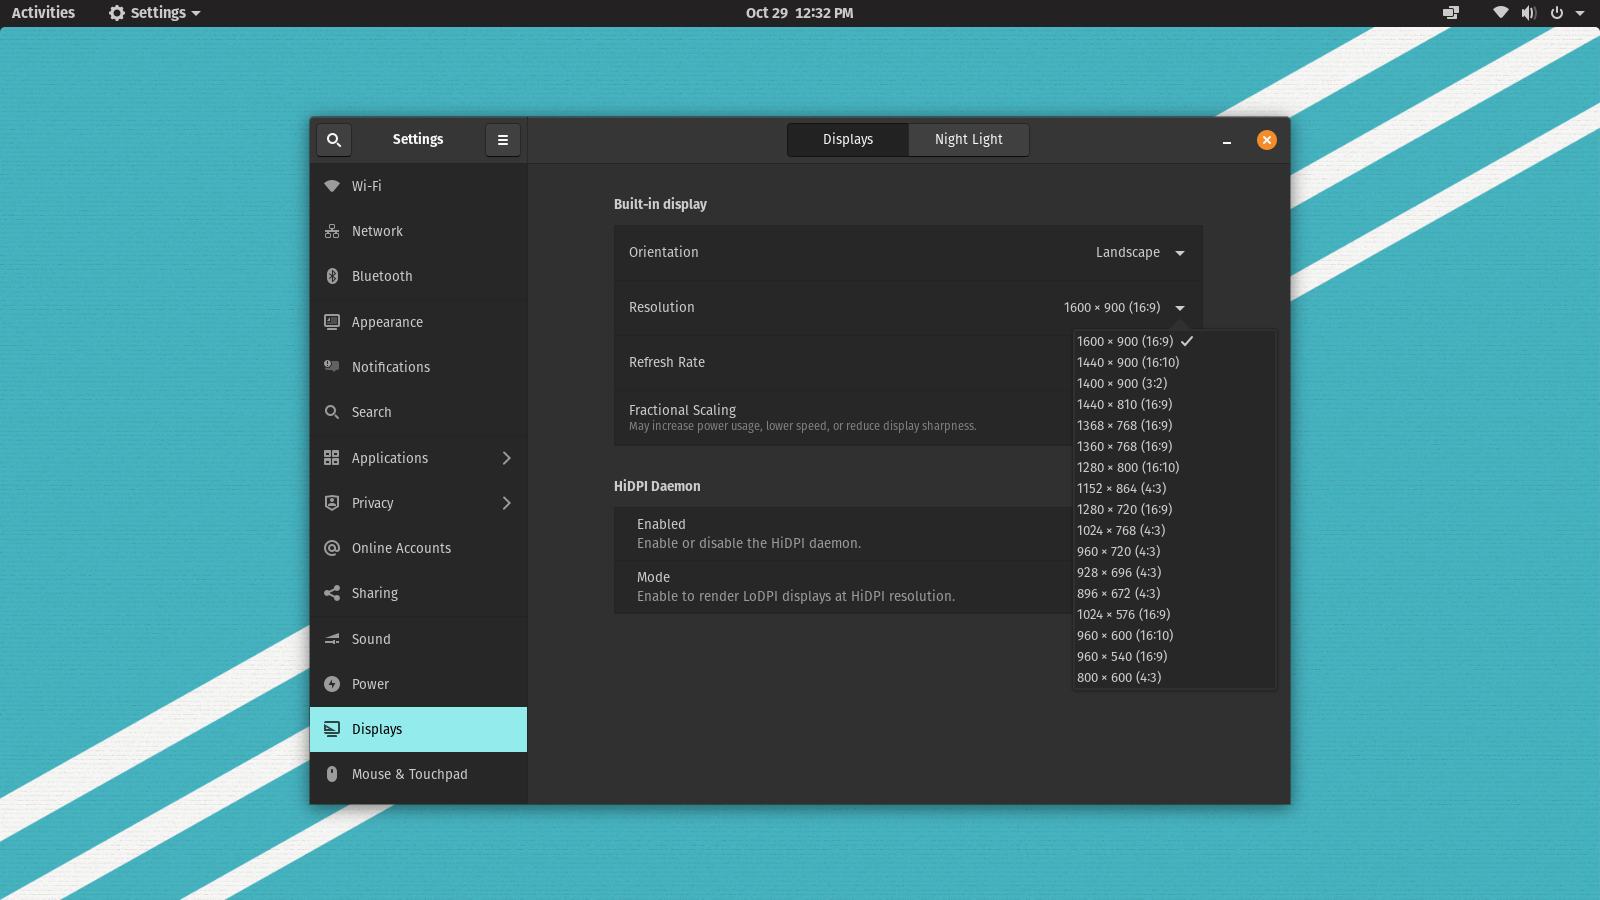 Activities
Settings
Oct 29 12:32 PM
Settings
Displays
Night Light
Wi-Fi
Network
Bluetooth
Appearance
Notifications
Search
Applications
Privacy
Online Accounts
Sharing
Sound
Power
Displays
Mouse & Touchpad
Built-in display
Orientation
Landscape
Resolution
1600 × 900 (16:9)
Refresh Rate
Fractional Scaling
May increase power usage, lower speed, or reduce display sharpness.
HiDPI Daemon
Enabled
Enable or disable the HiDPI daemon.
Mode
Enable to render LoDPI displays at HiDPI resolution.
1600 × 900 (16:9)
1440 × 900 (16:10)
1400 × 900 (3:2)
1440 × 810 (16:9)
1368 × 768 (16:9)
1360 × 768 (16:9)
1280 × 800 (16:10)
1152 × 864 (4:3)
1280 × 720 (16:9)
1024 × 768 (4:3)
960 × 720 (4:3)
928 × 696 (4:3)
896 × 672 (4:3)
1024 × 576 (16:9)
960 × 600 (16:10)
960 × 540 (16:9)
800 × 600 (4:3)